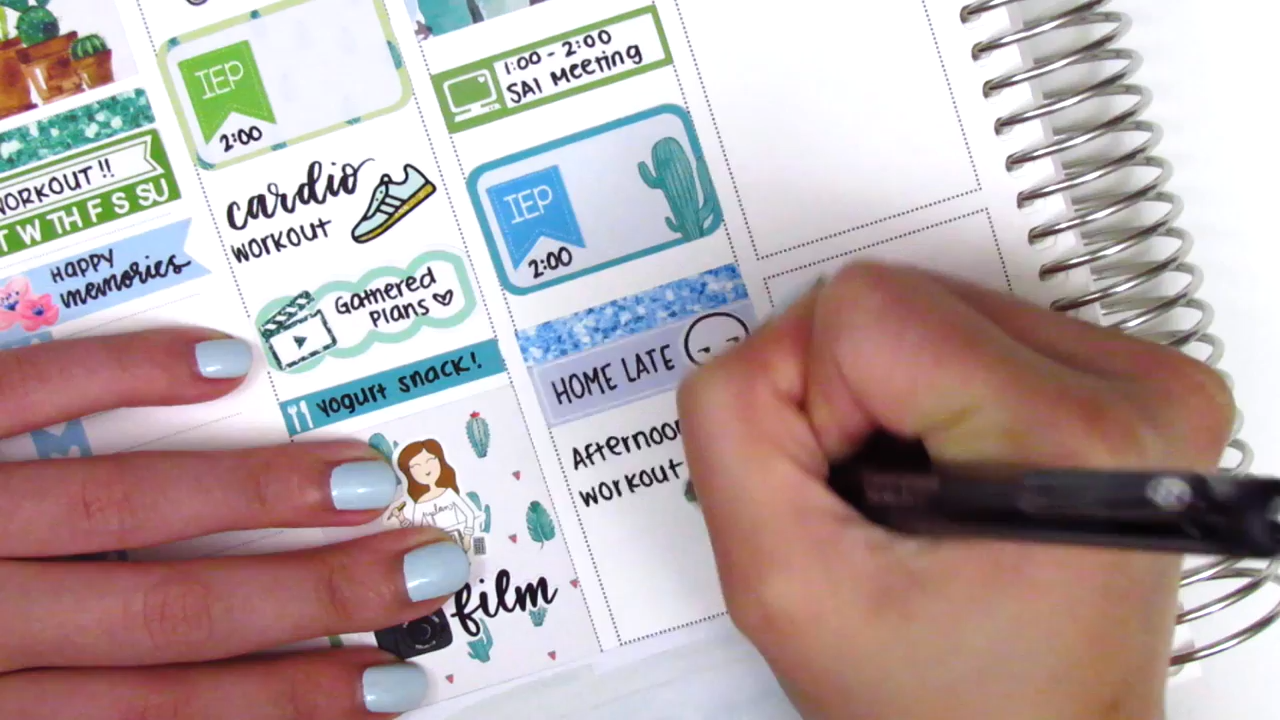 WORKOUT!!
T W TH F S SU
HAPPY
memories
IEP
2:00
cardio
workout
Gathered
Plans
Yogurt snack!
film
1:00 - 2:00
SAI Meeting
IEP
2:00
HOME LATE
Afternoon
workout